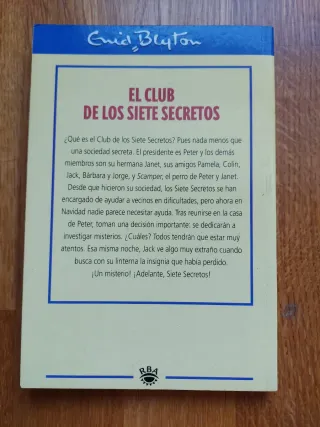 Enid Blyton
EL CLUB
DE LOS SIETE SECRETOS
¿Qué es el Club de los Siete Secretos? Pues nada menos que
una sociedad secreta. El presidente es Peter y los demás
miembros son su hermana Janet, sus amigos Pamela, Colin,
Jack, Bárbara y Jorge, y Scamper, el perro de Peter y Janet.
Desde que hicieron su sociedad, los Siete Secretos se han
encargado de ayudar a vecinos en dificultades, pero ahora en
Navidad nadie parece necesitar ayuda. Tras reunirse en la casa
de Peter, toman una decisión importante: se dedicarán a
investigar misterios. ¿Cuáles? Todos tendrán que estar muy
atentos. Esa misma noche, Jack ve algo muy extraño cuando
busca con su linterna la insignia que había perdido.
¡Un misterio! ¡Adelante, Siete Secretos!
RBA